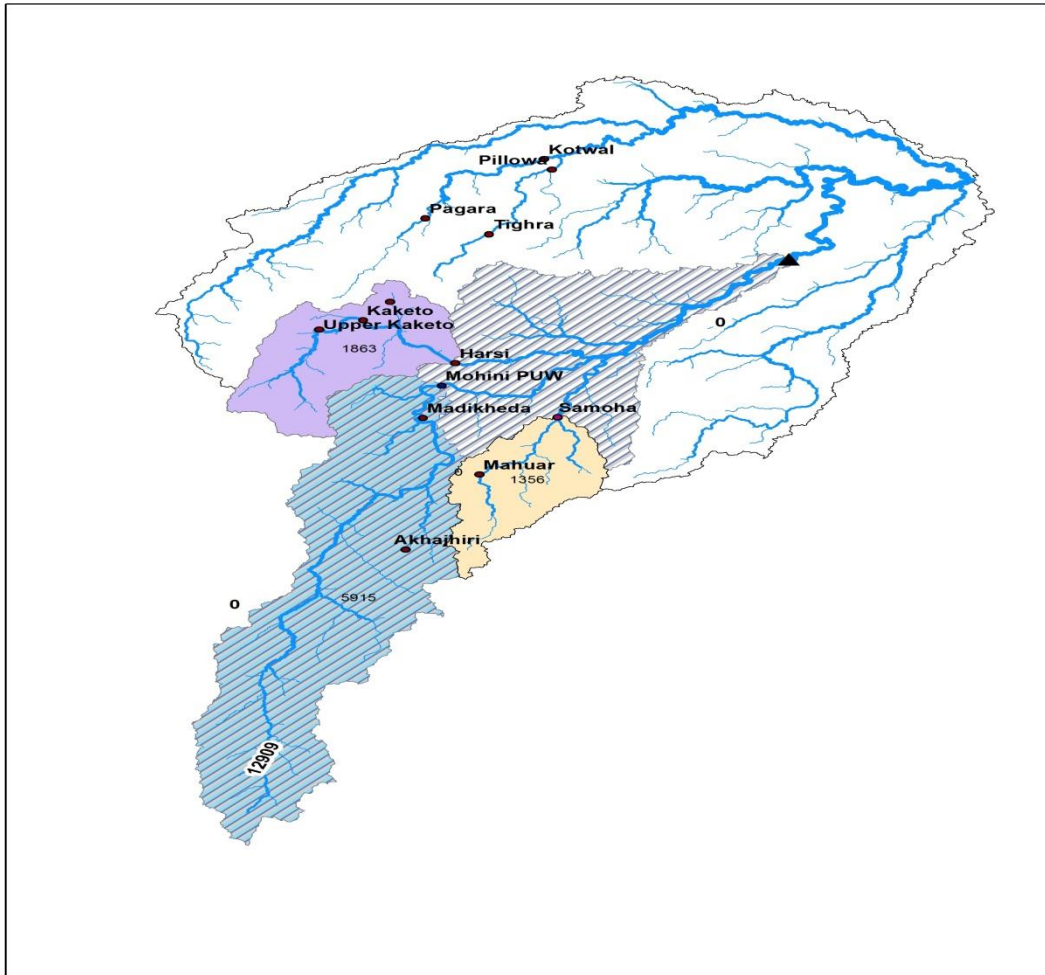 Kotwal
Pillowa
Pagara
Tighra
Kaketo
Upper Kaketo
1863
0
Harsi
Mohini PUW
Madikheda
Samoha
Mahuar
0
1356
Akhajhiri
5915
0
12909